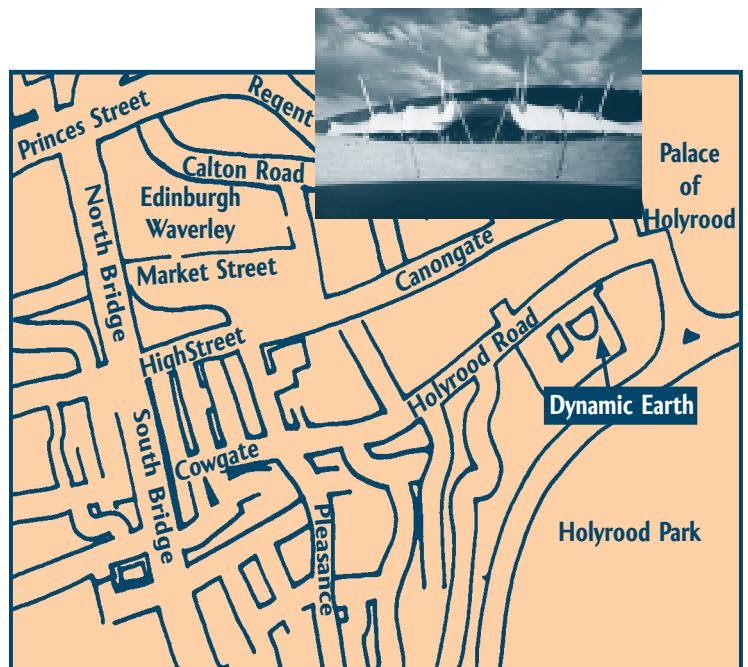 Princes Street
Regent
Calton Road
Edinburgh
Waverley
North Bridge
Market Street
Canongate
Palace
of
Holyrood
HighStreet
Holyrood Road
Dynamic Earth
South Bridge
Cowgate
Pleasance
Holyrood Park